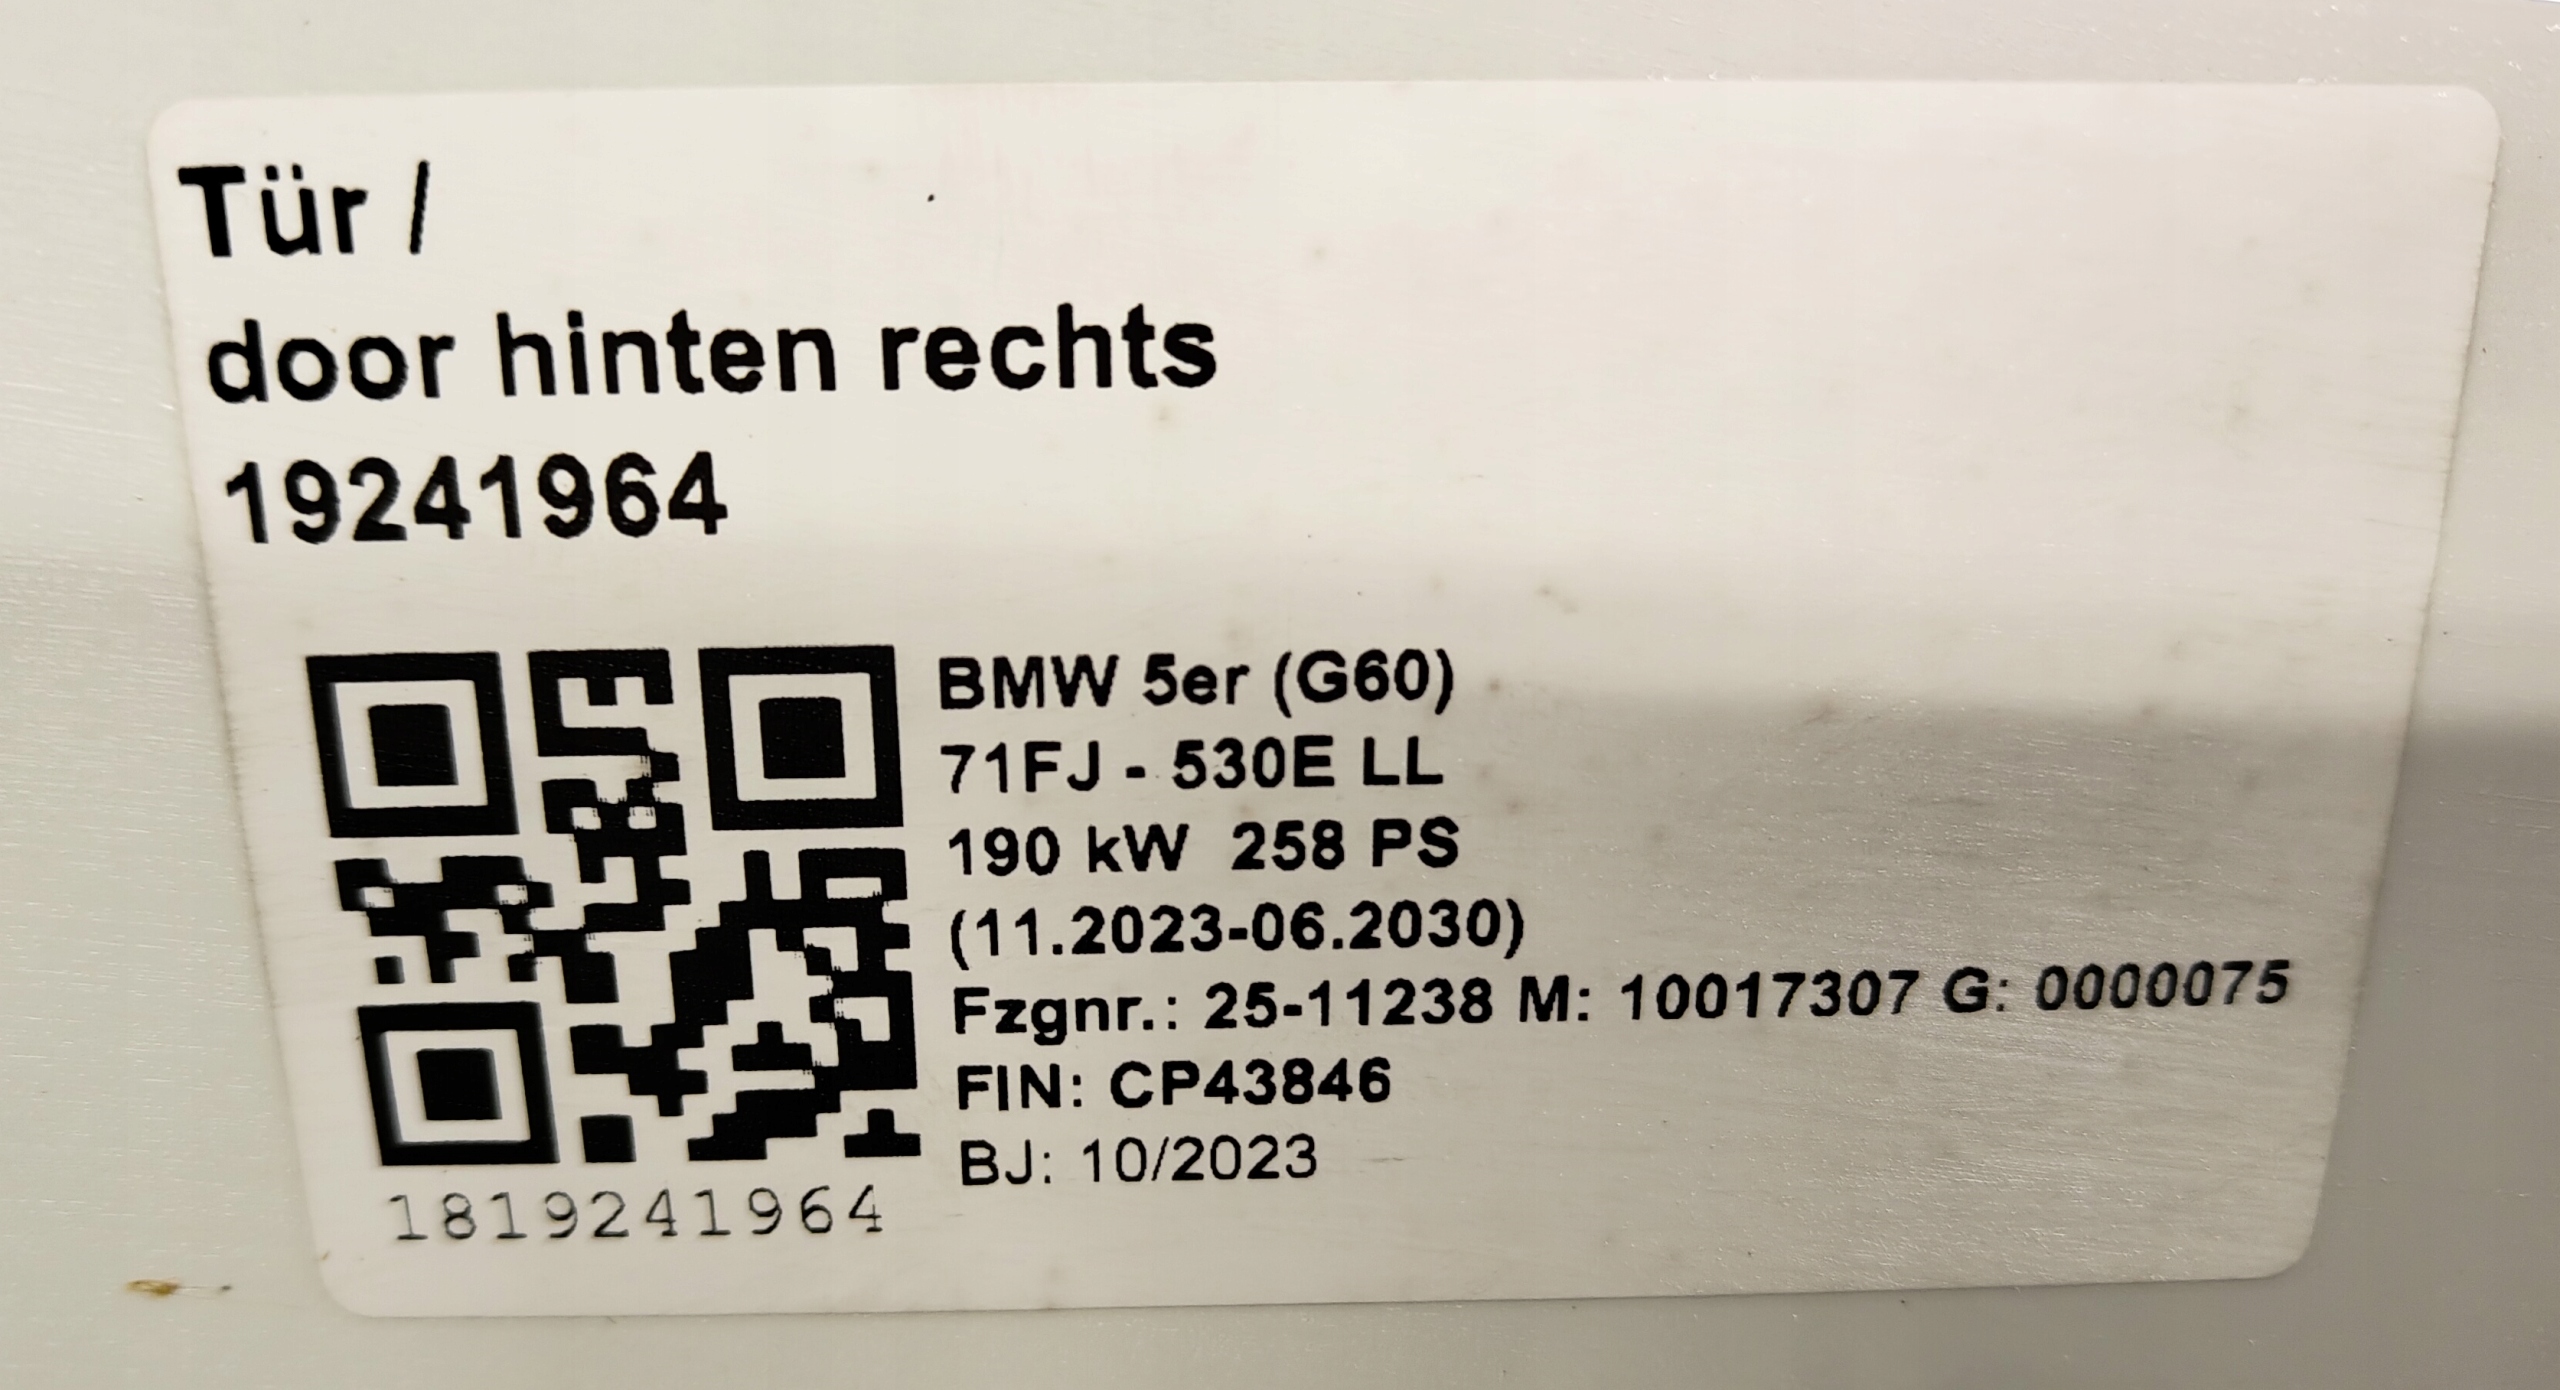 Tür /
door hinten rechts
19241964
BMW 5er (G60)
71FJ - 530E LL
190 kW  258 PS
(11.2023-06.2030)
Fzgnr.: 25-11238 M: 10017307 G: 0000075
FIN: CP43846
BJ: 10/2023
1819241964